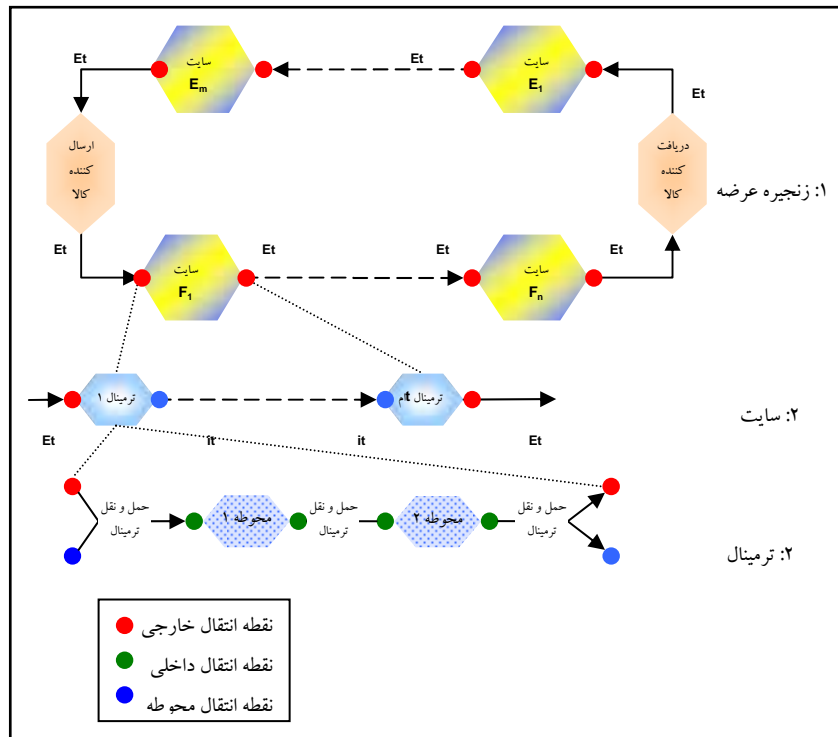 Et
Et
سایت
E1
Et
سایت
Em
Et
دریافت
کننده
کالا
ارسال
کننده
کالا
۱: زنجیره عرضه
Et
Et
Et
Et
سایت
F1
سایت
Fn
ترمینال ۱
ترمینال tام
۲: سایت
Et
it
it
Et
حمل و نقل
ترمینال
محوطه ۱
حمل و نقل
ترمینال
محوطه ۲
حمل و نقل
ترمینال
۲: ترمینال
نقطه انتقال خارجی
نقطه انتقال داخلی
نقطه انتقال محوطه